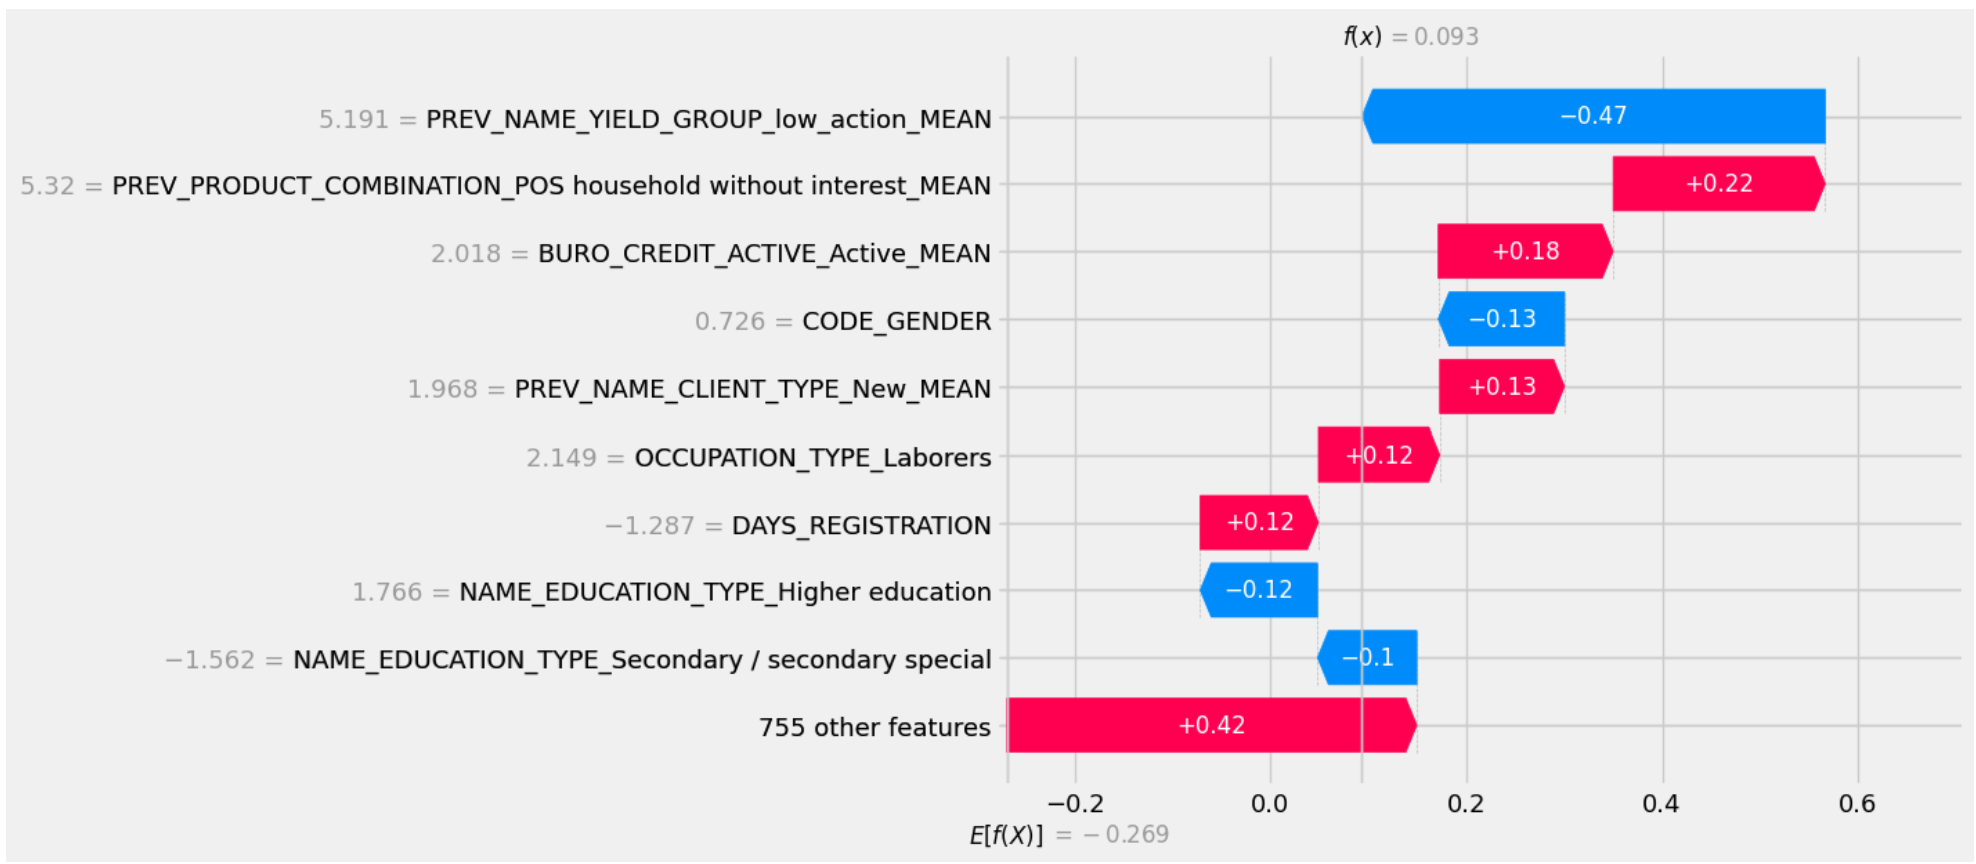 f(x) = 0.093
5.191 = PREV_NAME_YIELD_GROUP_low_action_MEAN
−0.47
5.32 = PREV_PRODUCT_COMBINATION_POS household without interest_MEAN
+0.22
2.018 = BURO_CREDIT_ACTIVE_Active_MEAN
+0.18
0.726 = CODE_GENDER
−0.13
1.968 = PREV_NAME_CLIENT_TYPE_New_MEAN
+0.13
2.149 = OCCUPATION_TYPE_Laborers
+0.12
−1.287 = DAYS_REGISTRATION
+0.12
1.766 = NAME_EDUCATION_TYPE_Higher education
−0.12
−1.562 = NAME_EDUCATION_TYPE_Secondary / secondary special
−0.1
755 other features
+0.42
−0.2 0.0 0.2 0.4 0.6
E[f(X)] = −0.269